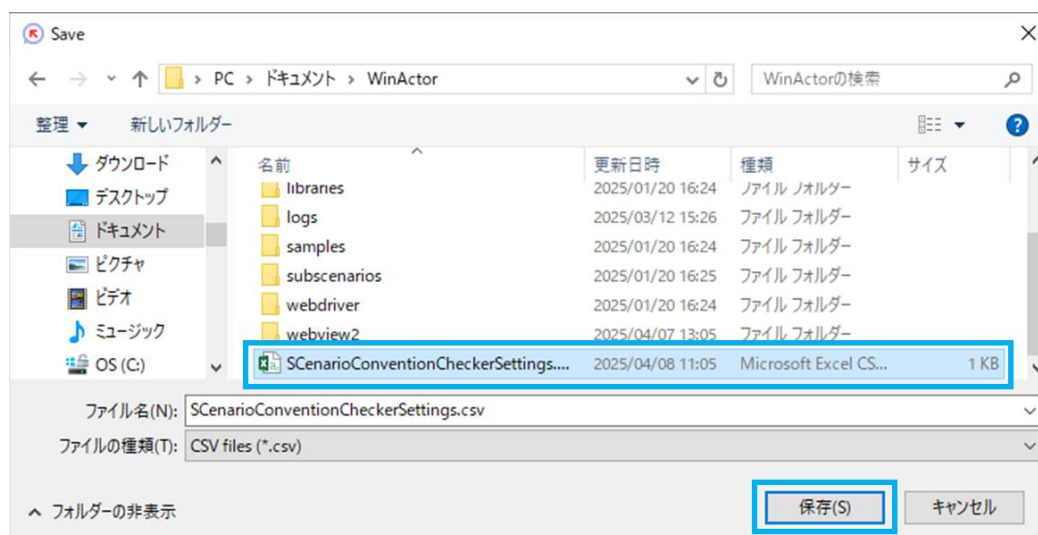 Save
PC > ドキュメント > WinActor
WinActorの検索
整理 新しいフォルダー
ダウンロード
デスクトップ
ドキュメント
ピクチャ
ビデオ
ミュージック
OS (C:)
名前 更新日時 種類 サイズ
libraries 2025/01/20 16:24 ファイル フォルダー
logs 2025/03/12 15:26 ファイル フォルダー
samples 2025/01/20 16:24 ファイル フォルダー
subscenarios 2025/01/20 16:25 ファイル フォルダー
webdriver 2025/01/20 16:24 ファイル フォルダー
webview2 2025/04/07 13:05 ファイル フォルダー
SCenarioConventionCheckerSettings.... 2025/04/08 11:05 Microsoft Excel CS... 1 KB
ファイル名(N): SCenarioConventionCheckerSettings.csv
ファイルの種類(T): CSV files (*.csv)
フォルダーの非表示
保存(S) キャンセル